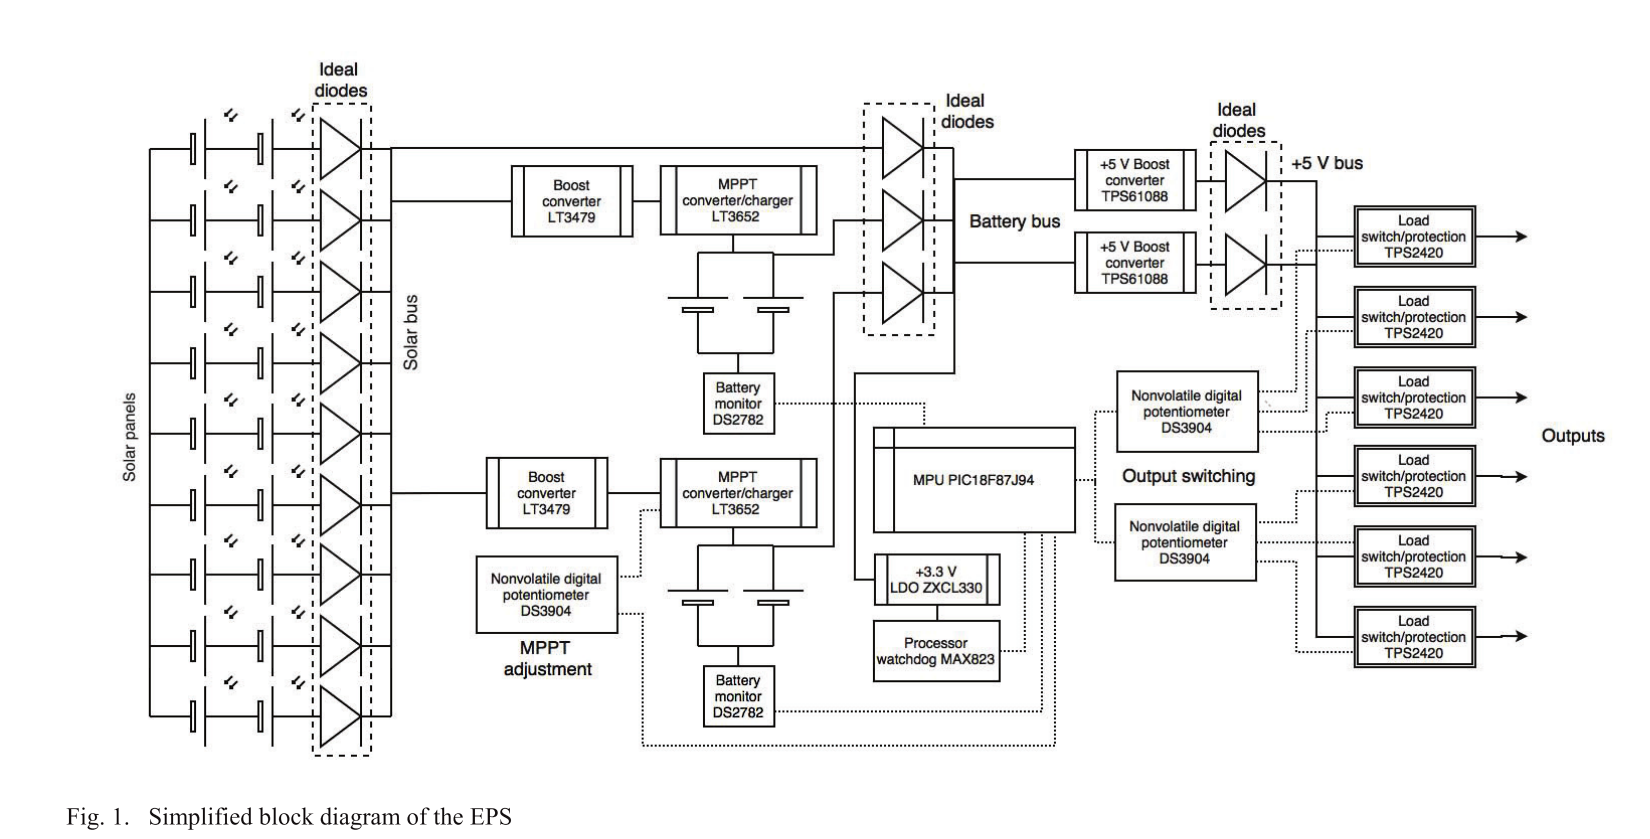 Ideal
diodes
Solar panels
Solar bus
Boost
converter
LT3479
MPPT
converter/charger
LT3652
Battery
monitor
DS2782
Boost
converter
LT3479
MPPT
converter/charger
LT3652
Nonvolatile digital
potentiometer
DS3904
MPPT
adjustment
Battery
monitor
DS2782
Ideal
diodes
Battery bus
MPU PIC18F87J94
+3.3 V
LDO ZXCL330
Processor
watchdog MAX823
+5 V Boost
converter
TPS61088
+5 V Boost
converter
TPS61088
Ideal
diodes
+5 V bus
Nonvolatile digital
potentiometer
DS3904
Output switching
Nonvolatile digital
potentiometer
DS3904
Load
switch/protection
TPS2420
Load
switch/protection
TPS2420
Load
switch/protection
TPS2420
Load
switch/protection
TPS2420
Load
switch/protection
TPS2420
Load
switch/protection
TPS2420
Outputs
Fig. 1. Simplified block diagram of the EPS